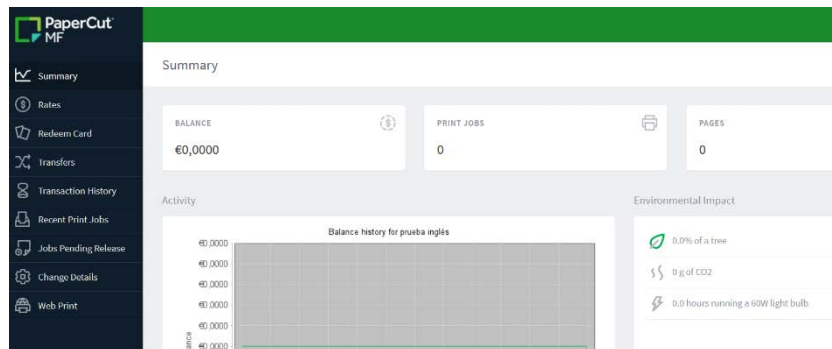 PaperCut
MF
Summary
Rates
Redeem Card
Transfers
Transaction History
Recent Print Jobs
Jobs Pending Release
Change Details
Web Print
Summary
BALANCE
€0,0000
PRINT JOBS
0
PAGES
0
Activity
Balance history for prueba inglés
€0,0000
€0,0000
€0,0000
€0,0000
€0,0000
€0,0000
Environmental Impact
0.0% of a tree
0 g of CO2
0.0 hours running a 60W light bulb